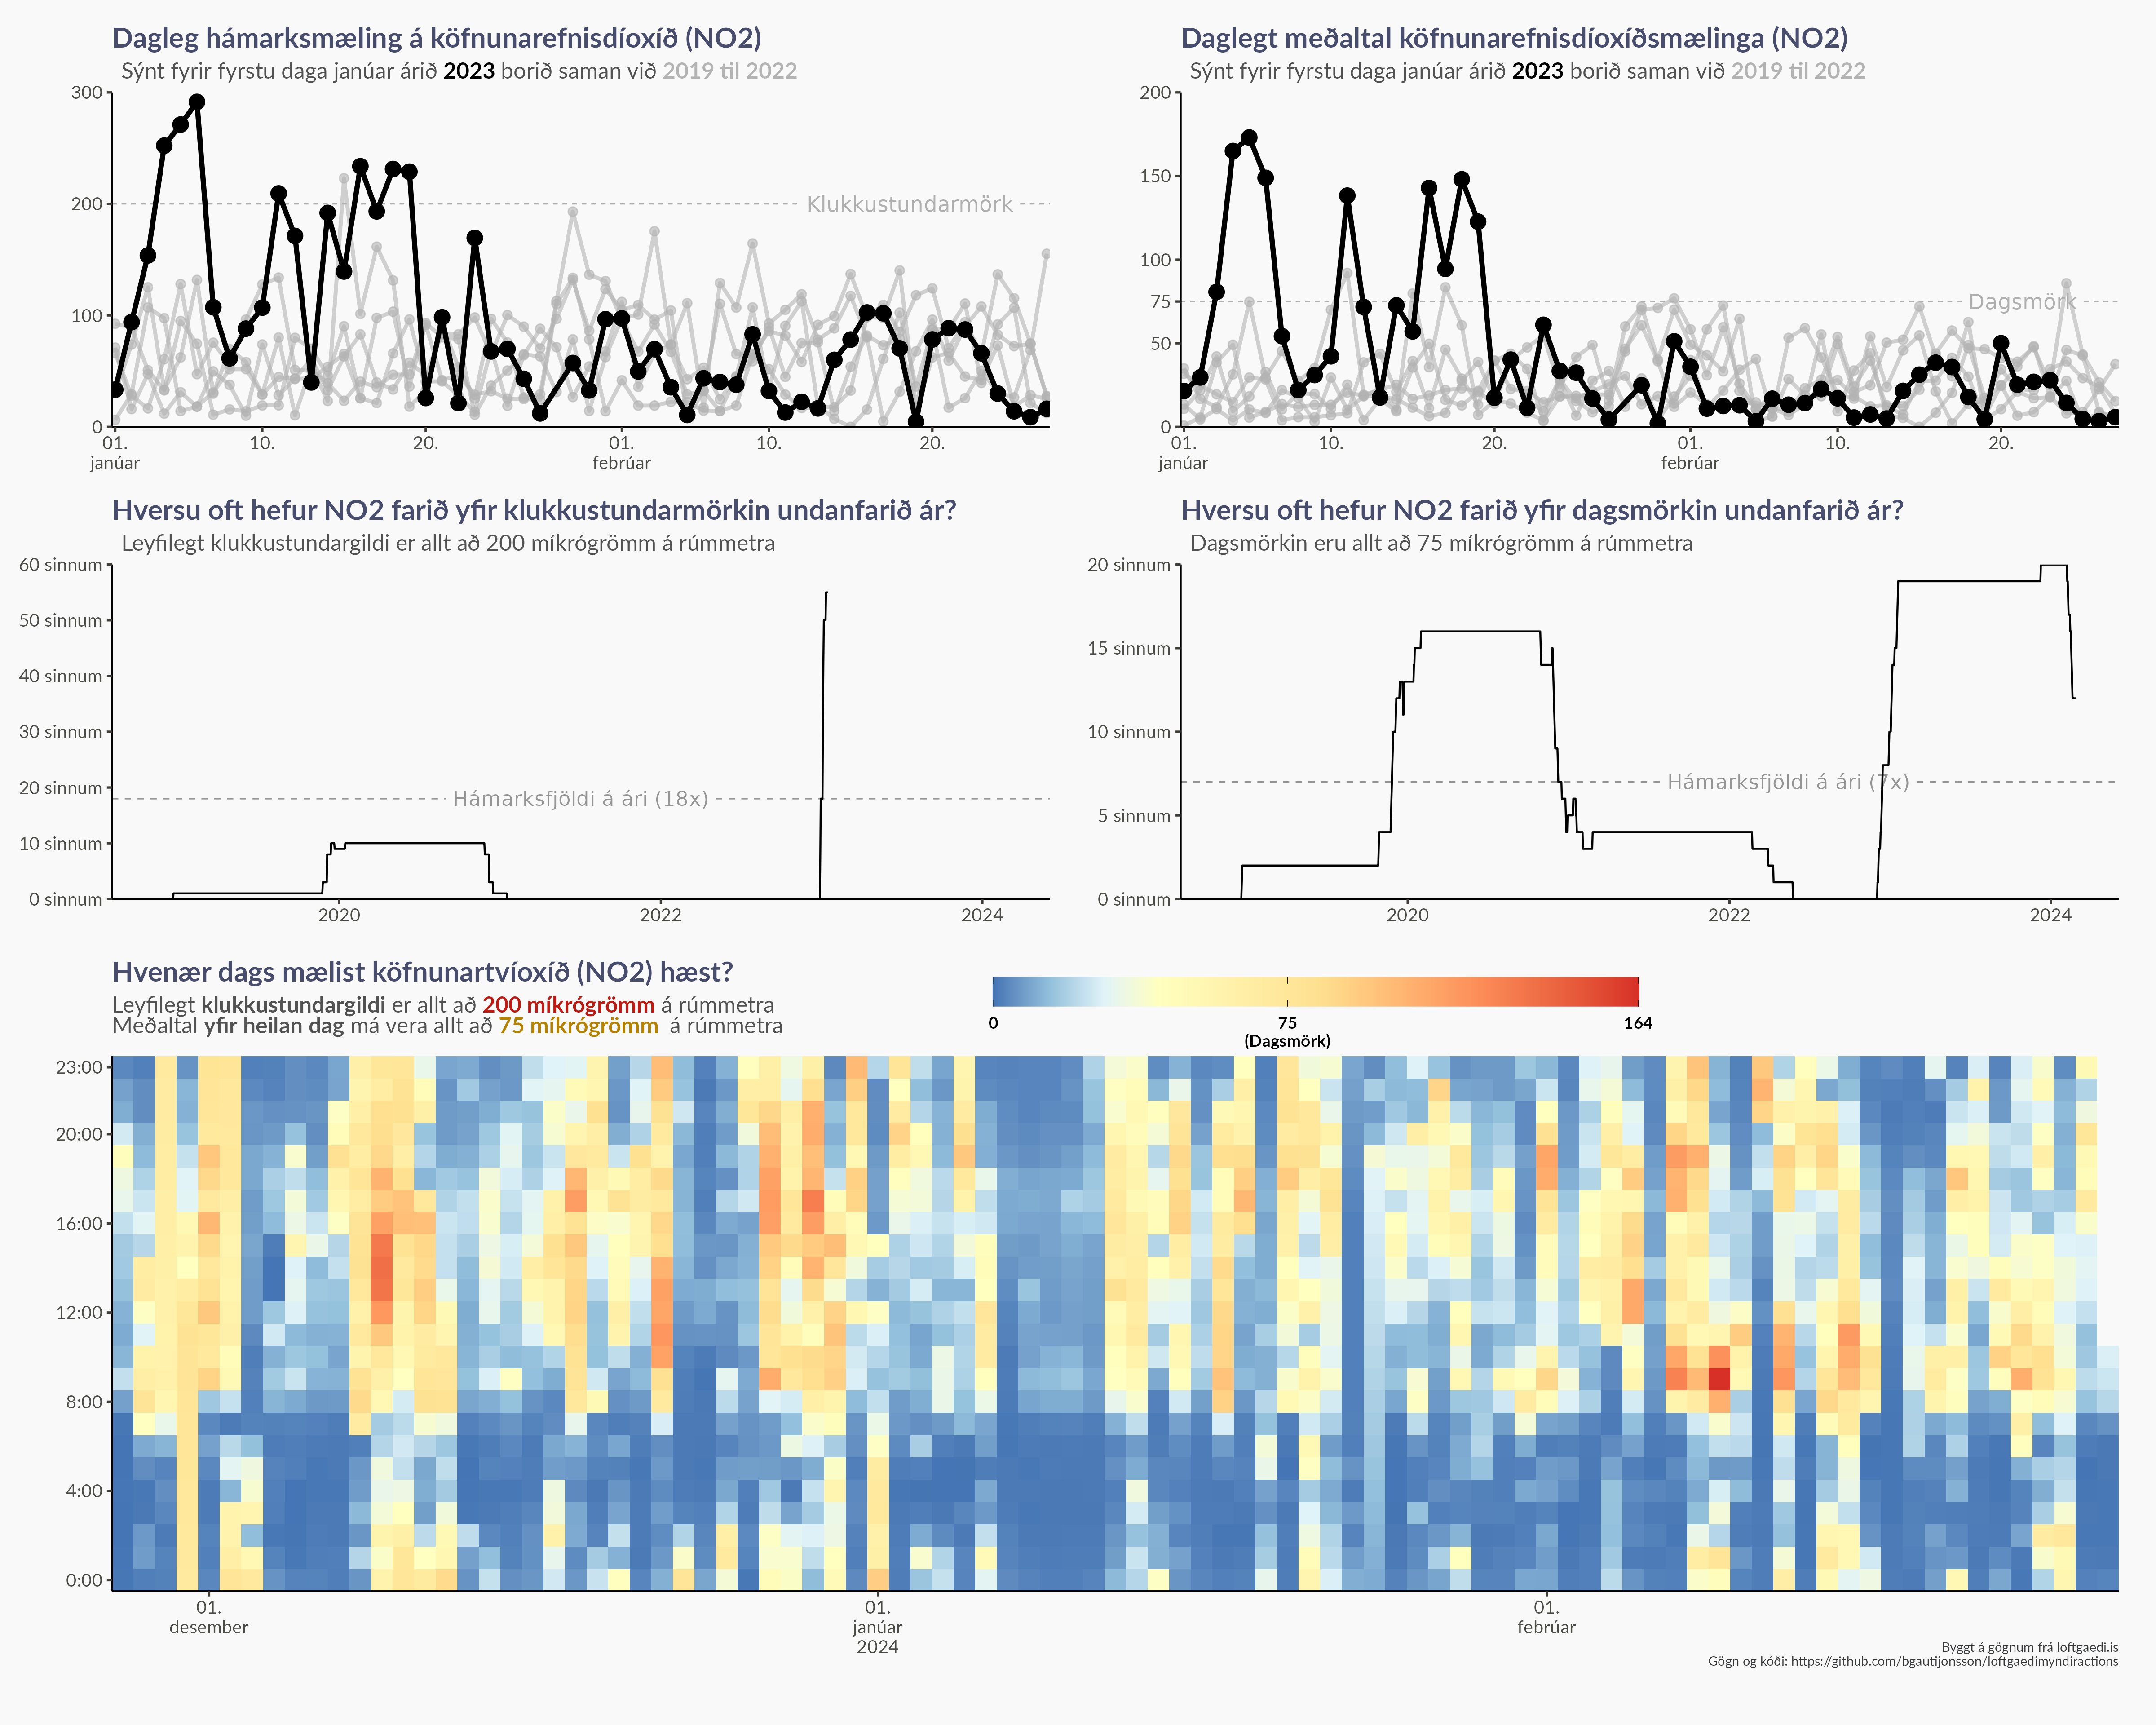 Dagleg hámarksmæling á köfnunarefnisdíoxíð (NO2)
Sýnt fyrir fyrstu daga janúar árið 2023 borið saman við 2019 til 2022
300
200
100
0
Klukkustundarmörk
01.
janúar
10.
20.
01.
febrúar
10.
20.
Daglegt meðaltal köfnunarefnisdíoxíðsmælinga (NO2)
Sýnt fyrir fyrstu daga janúar árið 2023 borið saman við 2019 til 2022
200
150
100
75
50
0
Dagsmörk
01.
janúar
10.
20.
01.
febrúar
10.
20.
Hversu oft hefur NO2 farið yfir klukkustundarmörkin undanfarið ár?
Leyfilegt klukkustundargildi er allt að 200 míkrógrömm á rúmmetra
60 sinnum
50 sinnum
40 sinnum
30 sinnum
20 sinnum
10 sinnum
0 sinnum
Hámarksfjöldi á ári (18x)
2020
2022
2024
Hversu oft hefur NO2 farið yfir dagsmörkin undanfarið ár?
Dagsmörkin eru allt að 75 míkrógrömm á rúmmetra
20 sinnum
15 sinnum
10 sinnum
5 sinnum
0 sinnum
Hámarksfjöldi á ári (7x)
2020
2022
2024
Hvenær dags mælist köfnunartvíoxíð (NO2) hæst?
Leyfilegt klukkustundargildi er allt að 200 míkrógrömm á rúmmetra
Meðaltal yfir heilan dag má vera allt að 75 míkrógrömm á rúmmetra
0
75
(Dagsmörk)
164
23:00
20:00
16:00
12:00
8:00
4:00
0:00
01.
desember
01.
janúar
2024
01.
febrúar
Byggt á gögnum frá loftgaedi.is
Gögn og kóði: https://github.com/bgautijonsson/loftgaedimyndiractions